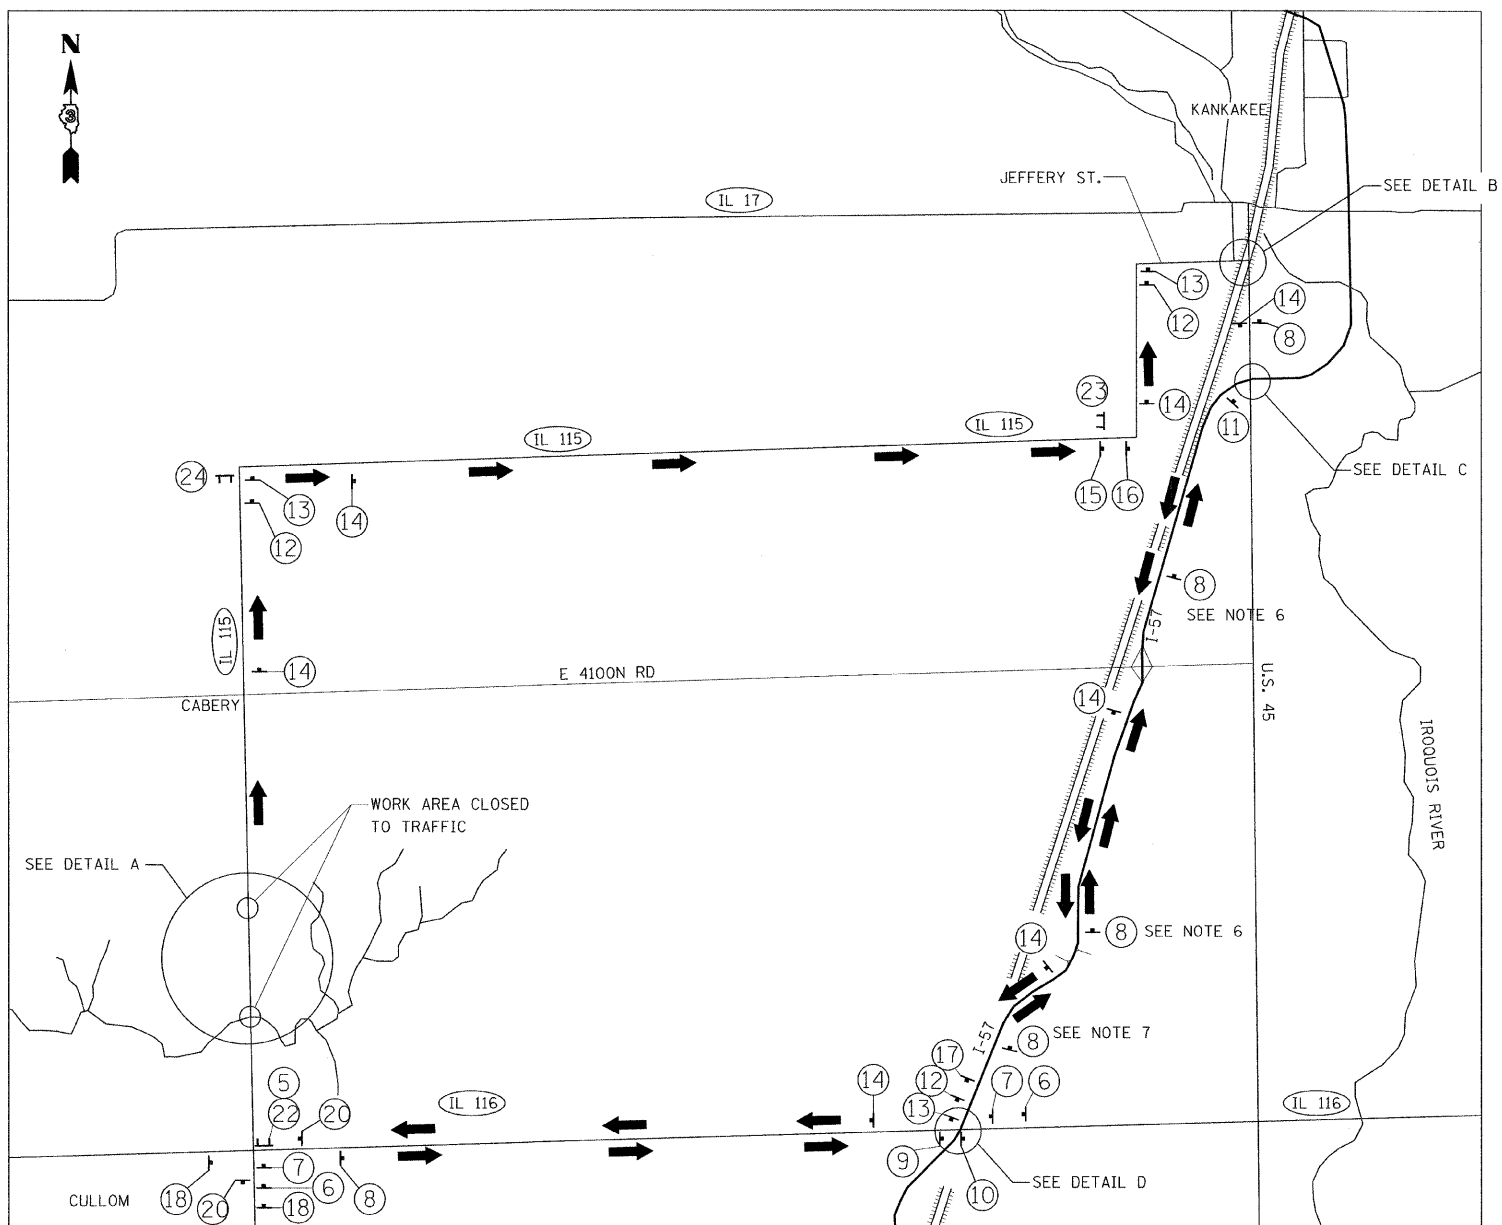 N
3
KANKAKEE
JEFFERY ST.
SEE DETAIL B
IL 17
13
14
12
8
23
14
11
IL 115
IL 115
SEE DETAIL C
24
13
14
15
16
12
8
SEE NOTE 6
IL 115
I-57
14
E 4100N RD
U.S. 45
CABERY
14
IROQUOIS RIVER
WORK AREA CLOSED
TO TRAFFIC
SEE DETAIL A
14
8
SEE NOTE 6
I-57
SEE NOTE 7
8
17
5
14
12
7
6
IL 116
IL 116
22
20
13
9
7
SEE DETAIL D
18
20
6
8
10
CULLOM
18